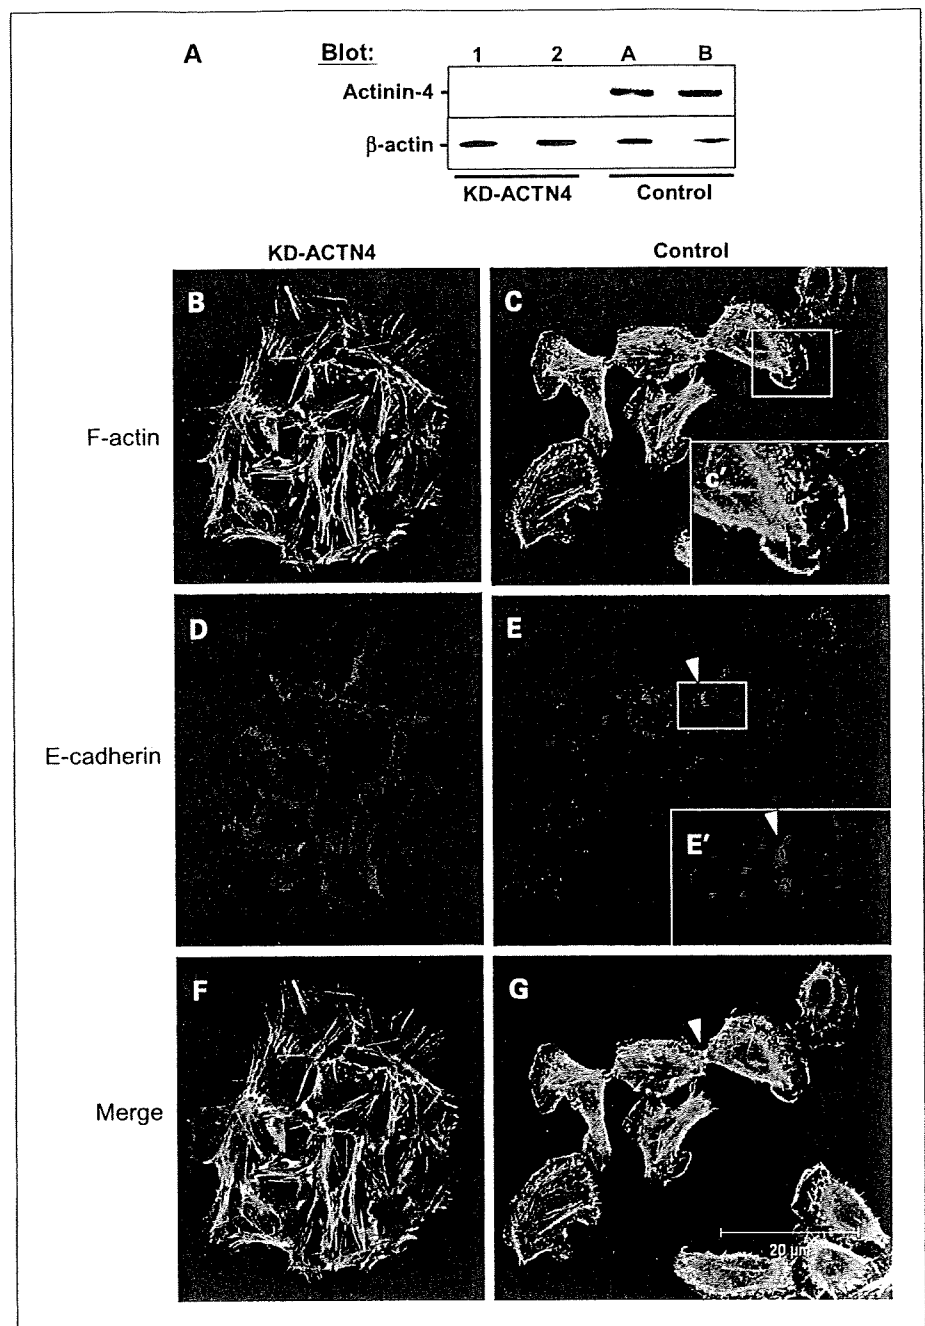 A
Blot: 1 2 A B
Actinin-4
β-actin
KD-ACTN4 Control
KD-ACTN4 Control
F-actin
B
C
c'
E-cadherin
D
E
E'
Merge
F
G
20 μm